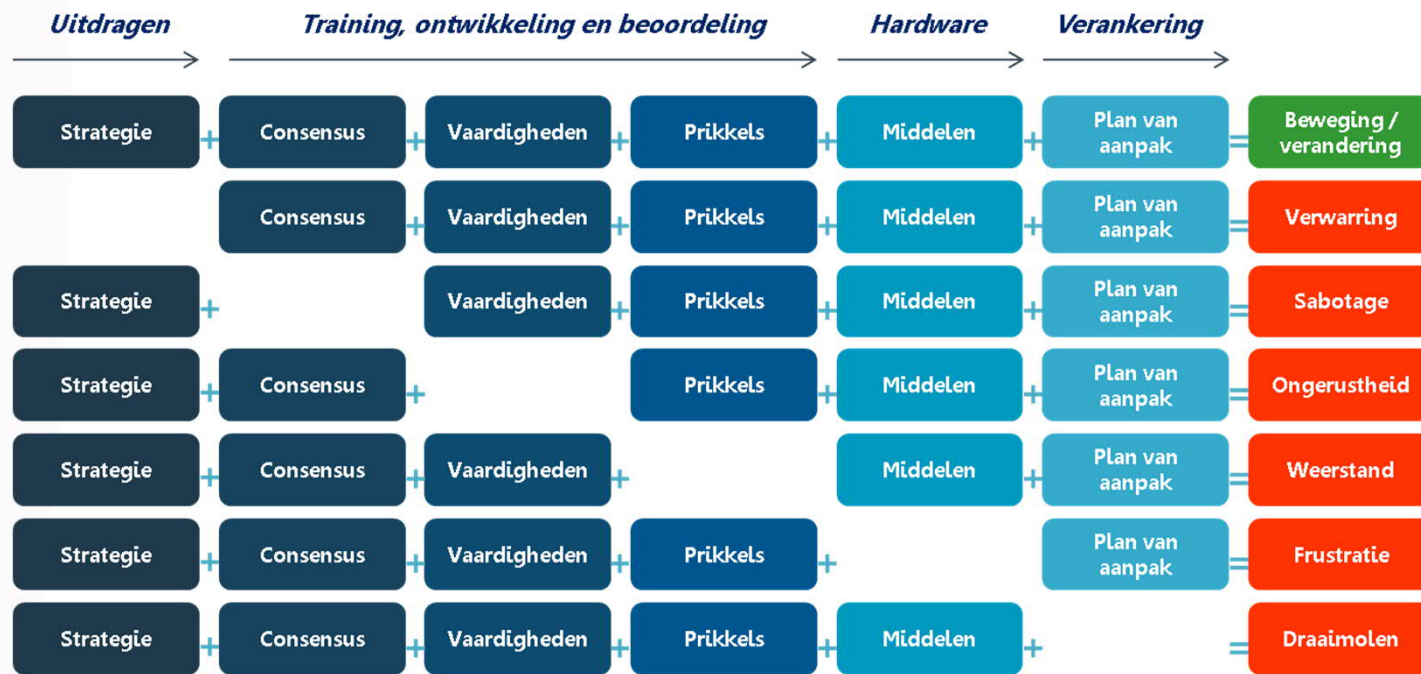 Uitdragen Training, ontwikkeling en beoordeling Hardware Verankering
Strategie + Consensus + Vaardigheden + Prikkels + Middelen + Plan van aanpak = Beweging / verandering
Consensus + Vaardigheden + Prikkels + Middelen + Plan van aanpak = Verwarring
Strategie + Vaardigheden + Prikkels + Middelen + Plan van aanpak = Sabotage
Strategie + Consensus + Prikkels + Middelen + Plan van aanpak = Ongerustheid
Strategie + Consensus + Vaardigheden + Middelen + Plan van aanpak = Weerstand
Strategie + Consensus + Vaardigheden + Prikkels + Plan van aanpak = Frustratie
Strategie + Consensus + Vaardigheden + Prikkels + Middelen + = Draaimolen